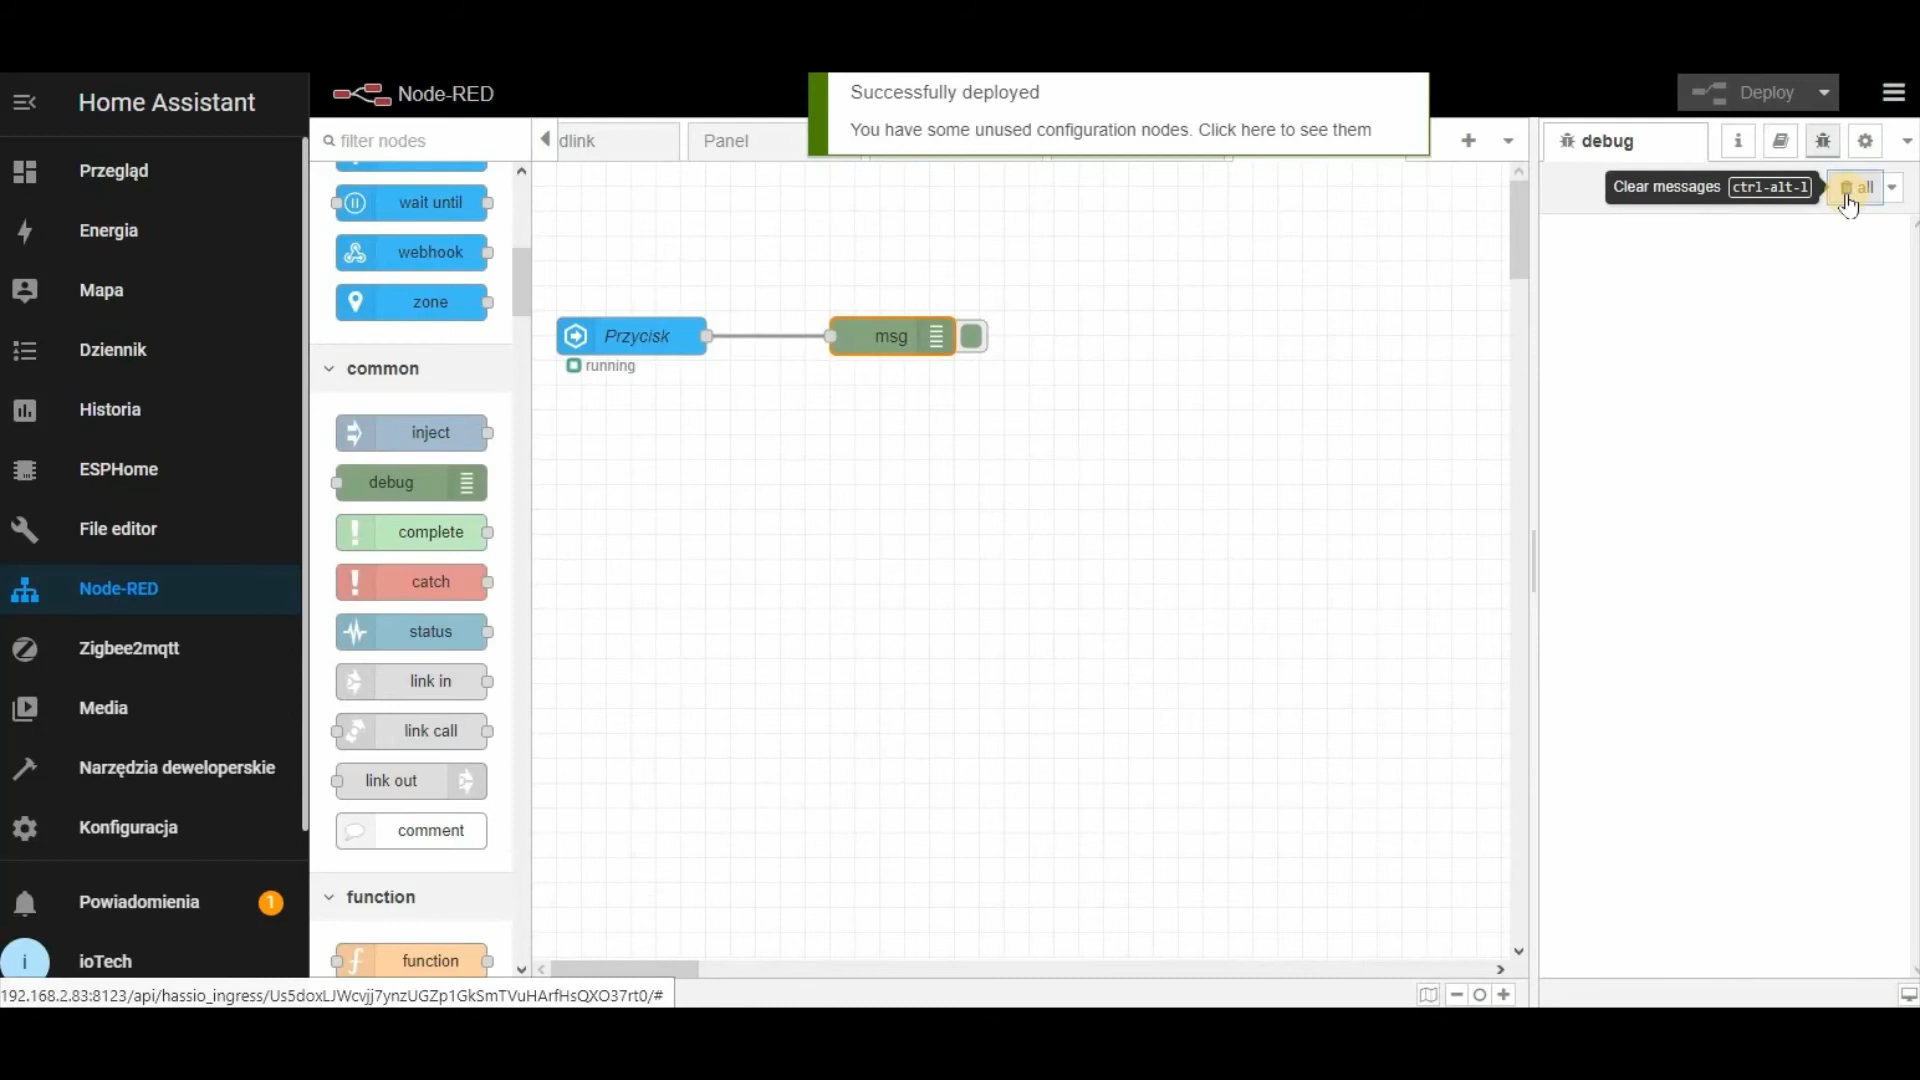 Home Assistant
Przegląd
Energia
Mapa
Dziennik
Historia
ESPHome
File editor
Node-RED
Zigbee2mqtt
Media
Narzędzia deweloperskie
Konfiguracja
Powiadomienia
1
i
ioTech
Node-RED
Successfully deployed
You have some unused configuration nodes. Click here to see them
Deploy
filter nodes
dlink
Panel
wait until
webhook
zone
common
inject
debug
complete
catch
status
link in
link call
link out
comment
function
function
Przycisk
running
msg
debug
i
Clear messages ctrl-alt-l
all
192.168.2.83:8123/api/hassio_ingress/Us5doxLJWcvjj7ynzUGZp1GkSmTVuHArfHsQXO37rt0/#